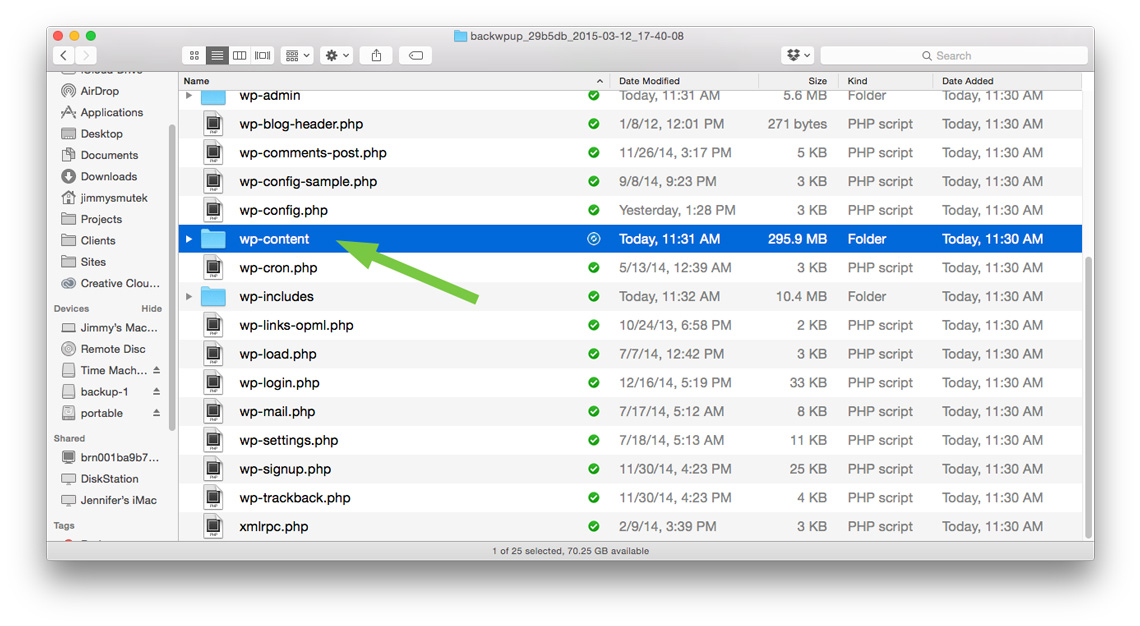 backwpup_29b5db_2015-03-12_17-40-08
Search
Name Date Modified Size Kind Date Added
iCloud Drive
AirDrop
Applications
Desktop
Documents
Downloads
jimmysmutek
Projects
Clients
Sites
Creative Clou...
Devices Hide
Jimmy's Mac...
Remote Disc
Time Mach...
backup-1
portable
Shared
brn001ba9b7...
DiskStation
Jennifer's iMac
Tags
wp-admin Today, 11:31 AM 5.6 MB Folder Today, 11:30 AM
wp-blog-header.php 1/8/12, 12:01 PM 271 bytes PHP script Today, 11:30 AM
wp-comments-post.php 11/26/14, 3:17 PM 5 KB PHP script Today, 11:30 AM
wp-config-sample.php 9/8/14, 9:23 PM 3 KB PHP script Today, 11:30 AM
wp-config.php Yesterday, 1:28 PM 3 KB PHP script Today, 11:30 AM
wp-content Today, 11:31 AM 295.9 MB Folder Today, 11:30 AM
wp-cron.php 5/13/14, 12:39 AM 3 KB PHP script Today, 11:30 AM
wp-includes Today, 11:32 AM 10.4 MB Folder Today, 11:30 AM
wp-links-opml.php 10/24/13, 6:58 PM 2 KB PHP script Today, 11:30 AM
wp-load.php 7/7/14, 12:42 PM 3 KB PHP script Today, 11:30 AM
wp-login.php 12/16/14, 5:19 PM 33 KB PHP script Today, 11:30 AM
wp-mail.php 7/17/14, 5:12 AM 8 KB PHP script Today, 11:30 AM
wp-settings.php 7/18/14, 5:13 AM 11 KB PHP script Today, 11:30 AM
wp-signup.php 11/30/14, 4:23 PM 25 KB PHP script Today, 11:30 AM
wp-trackback.php 11/30/14, 4:23 PM 4 KB PHP script Today, 11:30 AM
xmlrpc.php 2/9/14, 3:39 PM 3 KB PHP script Today, 11:30 AM
1 of 25 selected, 70.25 GB available